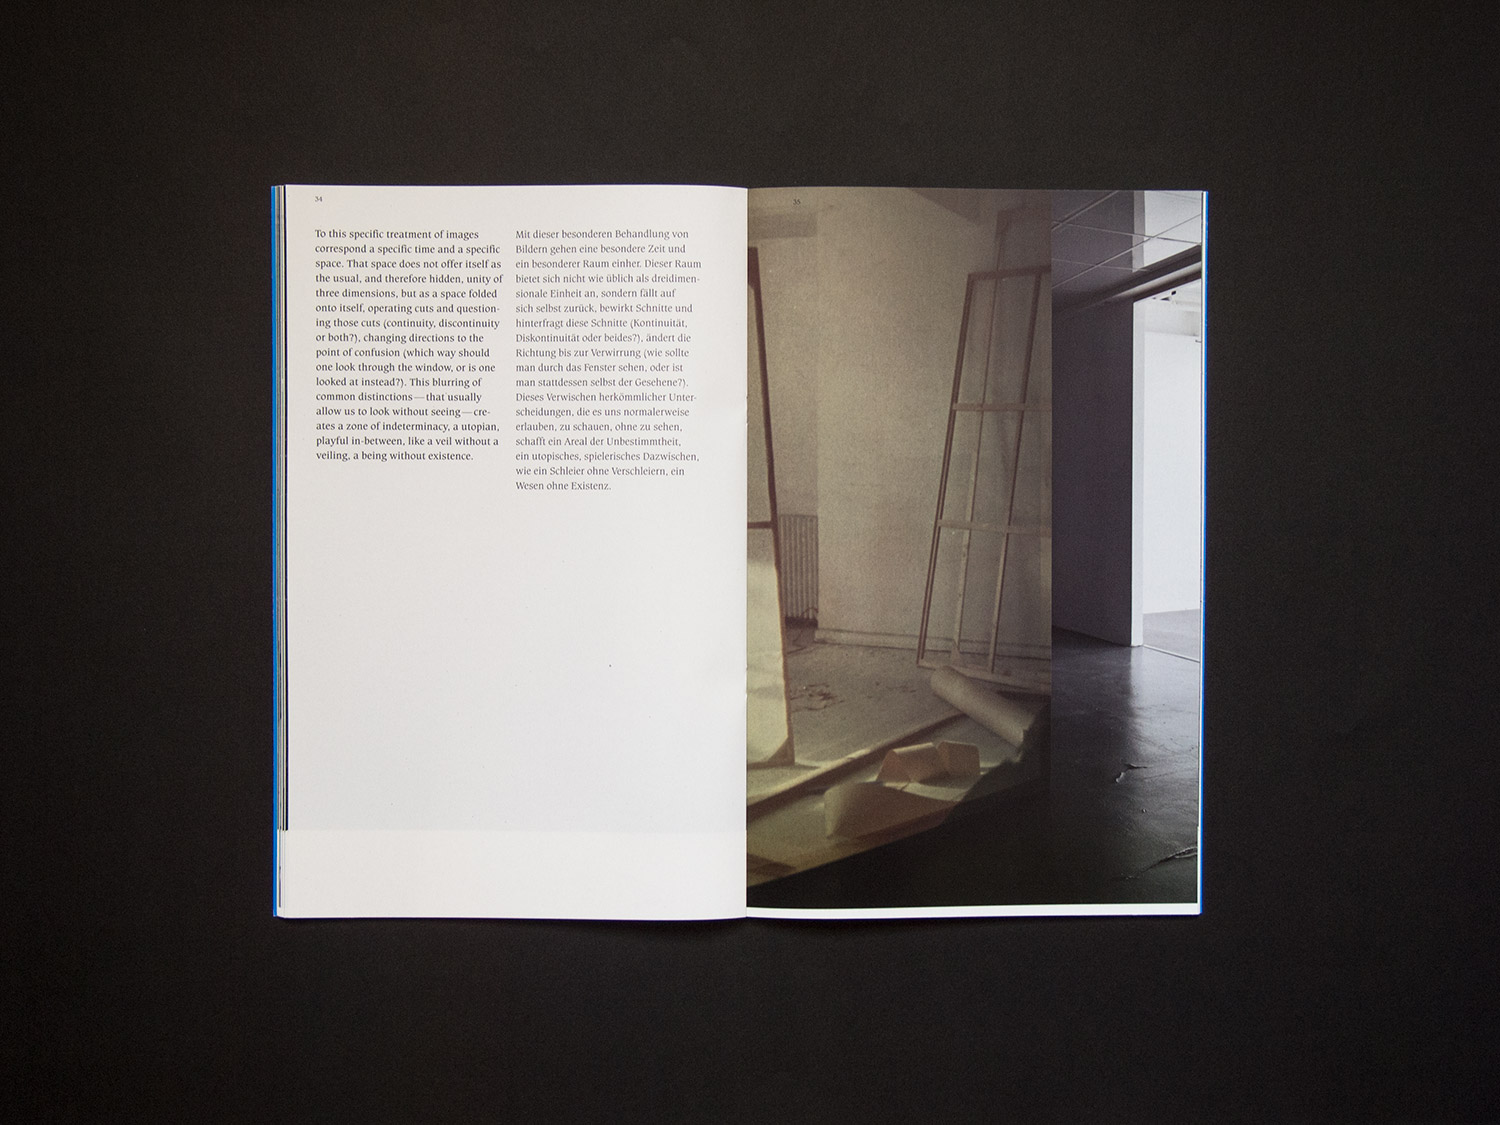 34
To this specific treatment of images
correspond a specific time and a specific
space. That space does not offer itself as
the usual, and therefore hidden, unity of
three dimensions, but as a space folded
onto itself, operating cuts and question-
ing those cuts (continuity, discontinuity
or both?), changing directions to the
point of confusion (which way should
one look through the window, or is one
looked at instead?). This blurring of
common distinctions — that usually
allow us to look without seeing — cre-
ates a zone of indeterminacy, a utopian,
playful in-between, like a veil without a
veiling, a being without existence.
Mit dieser besonderen Behandlung von
Bildern gehen eine besondere Zeit und
ein besonderer Raum einher. Dieser Raum
bietet sich nicht wie üblich als dreidimen-
sionale Einheit an, sondern fällt auf
sich selbst zurück, bewirkt Schnitte und
hinterfragt diese Schnitte (Kontinuität,
Diskontinuität oder beides?), ändert die
Richtung bis zur Verwirrung (wie sollte
man durch das Fenster sehen, oder ist
man stattdessen selbst der Gesehene?).
Dieses Verwischen herkömmlicher Unter-
scheidungen, die es uns normalerweise
erlauben, zu schauen, ohne zu sehen,
schafft ein Areal der Unbestimmtheit,
ein utopisches, spielerisches Dazwischen,
wie ein Schleier ohne Verschleiern, ein
Wesen ohne Existenz.
35